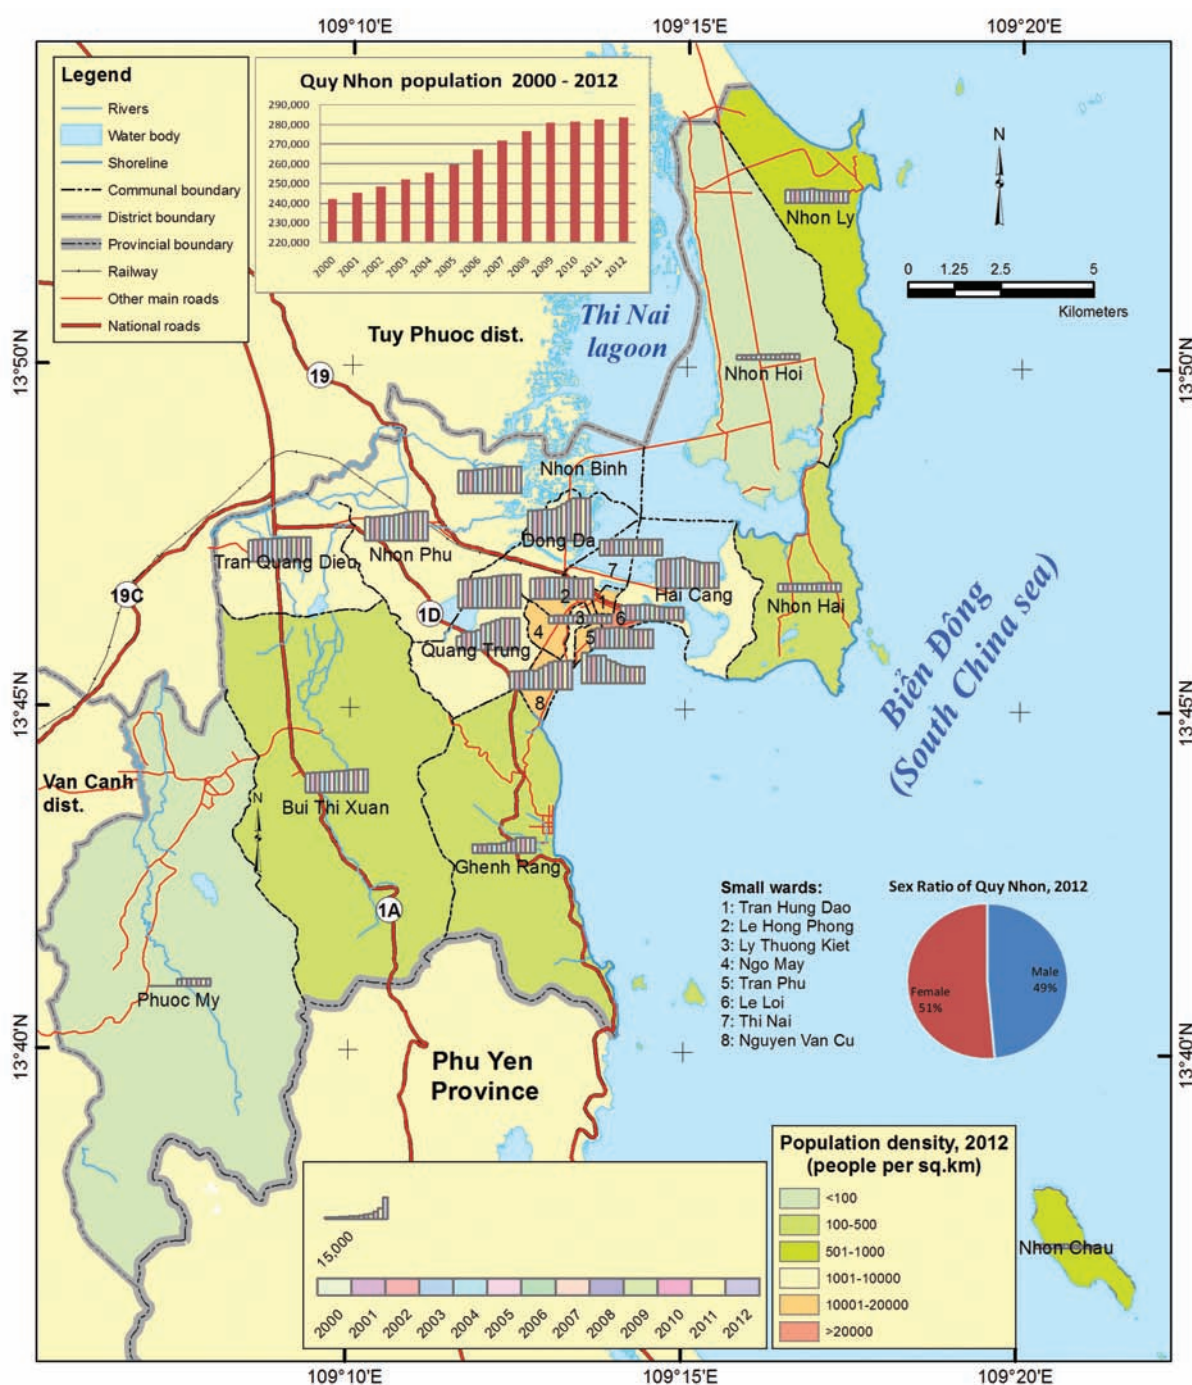 109°10'E
109°15'E
109°20'E
Legend
Rivers
Water body
Shoreline
Communal boundary
District boundary
Provincial boundary
Railway
Other main roads
National roads
Quy Nhon population 2000 - 2012
290,000
280,000
270,000
260,000
250,000
240,000
230,000
220,000
2000
2001
2002
2003
2004
2005
2006
2007
2008
2009
2010
2011
2012
N
0 1.25 2.5 5
Kilometers
Nhon Ly
Thi Nai
lagoon
Tuy Phuoc dist.
13°50'N
13°50'N
19
Nhon Hoi
Nhon Binh
Dong Da
Nhon Phu
Tran Quang Dieu
7
Hai Cang
Nhon Hai
19C
1D
2
1
3
6
4
5
Quang Trung
8
Biển Đông
(South China sea)
13°45'N
13°45'N
Van Canh
dist.
N
Bui Thi Xuan
Ghenh Rang
1A
Phuoc My
Small wards:
1: Tran Hung Dao
2: Le Hong Phong
3: Ly Thuong Kiet
4: Ngo May
5: Tran Phu
6: Le Loi
7: Thi Nai
8: Nguyen Van Cu
Sex Ratio of Quy Nhon, 2012
Male
49%
Female
51%
13°40'N
13°40'N
Phu Yen
Province
15,000
2000
2001
2002
2003
2004
2005
2006
2007
2008
2009
2010
2011
2012
Population density, 2012
(people per sq.km)
<100
100-500
501-1000
1001-10000
10001-20000
>20000
Nhon Chau
109°10'E
109°15'E
109°20'E